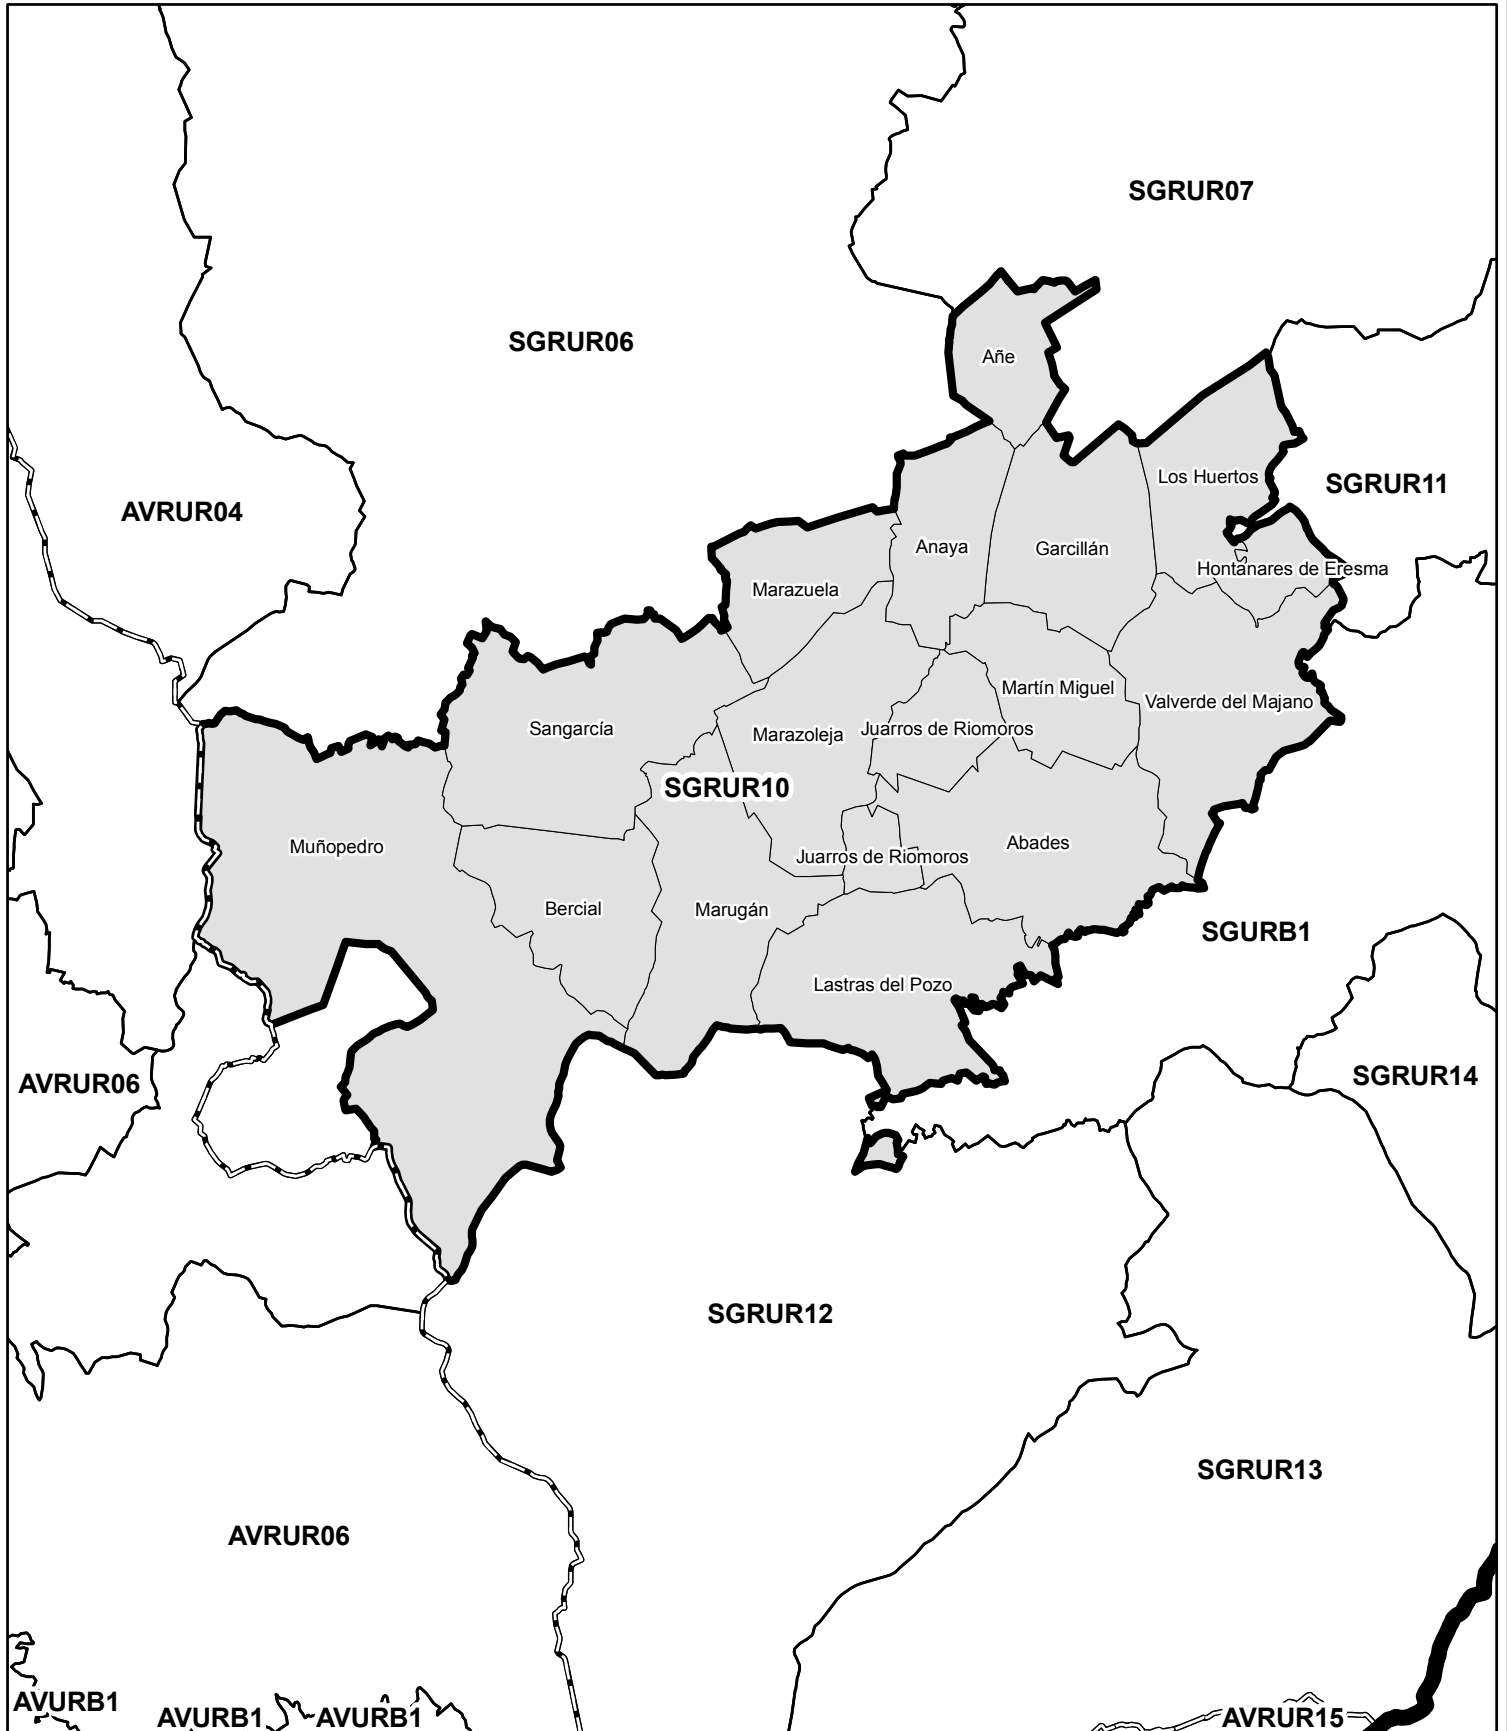 SGRUR07
SGRUR06
Añe
Los Huertos
SGRUR11
AVRUR04
Anaya
Garcillán
Hontanares de Eresma
Marazuela
Martín Miguel
Valverde del Majano
Sangarcía
Marazoleja
Juarros de Riomoros
SGRUR10
Muñopedro
Juarros de Riomoros
Abades
Bercial
Marugán
SGURB1
Lastras del Pozo
AVRUR06
SGRUR14
SGRUR12
SGRUR13
AVRUR06
AVURB1
AVURB1
AVURB1
AVRUR15